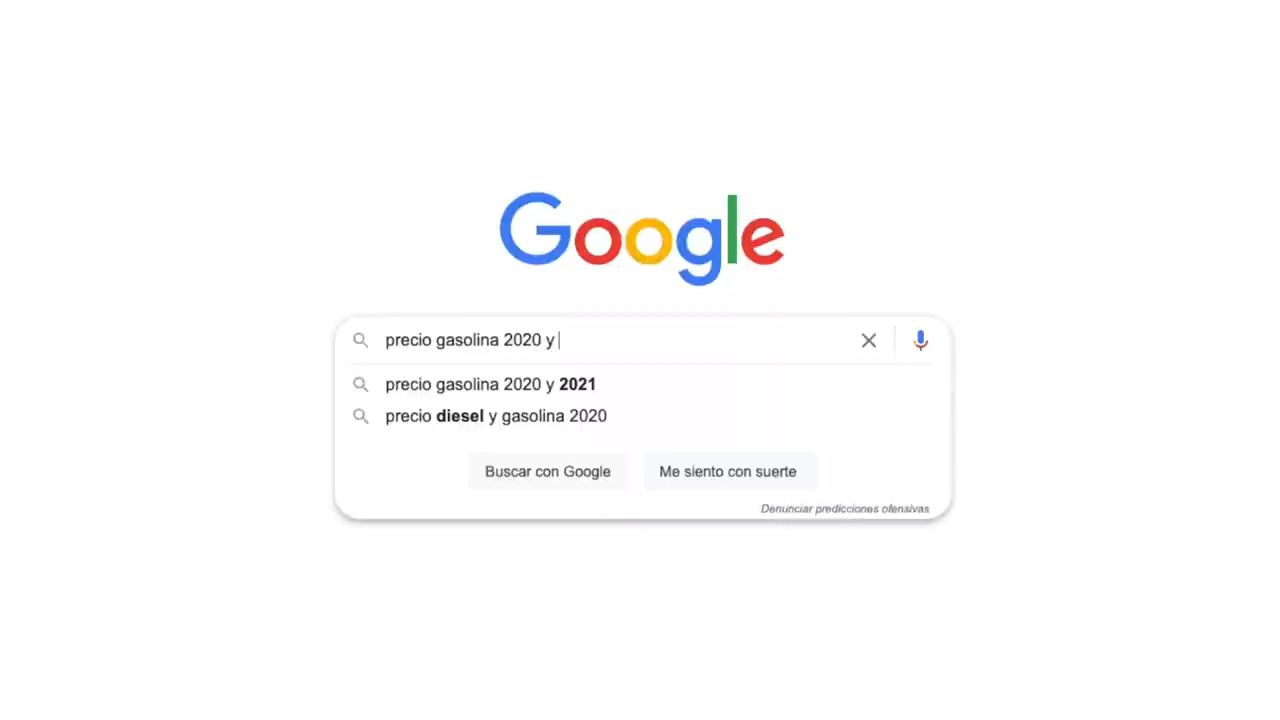 Google
precio gasolina 2020 y
precio gasolina 2020 y 2021
precio diesel y gasolina 2020
Buscar con Google
Me siento con suerte
Denunciar predicciones ofensivas